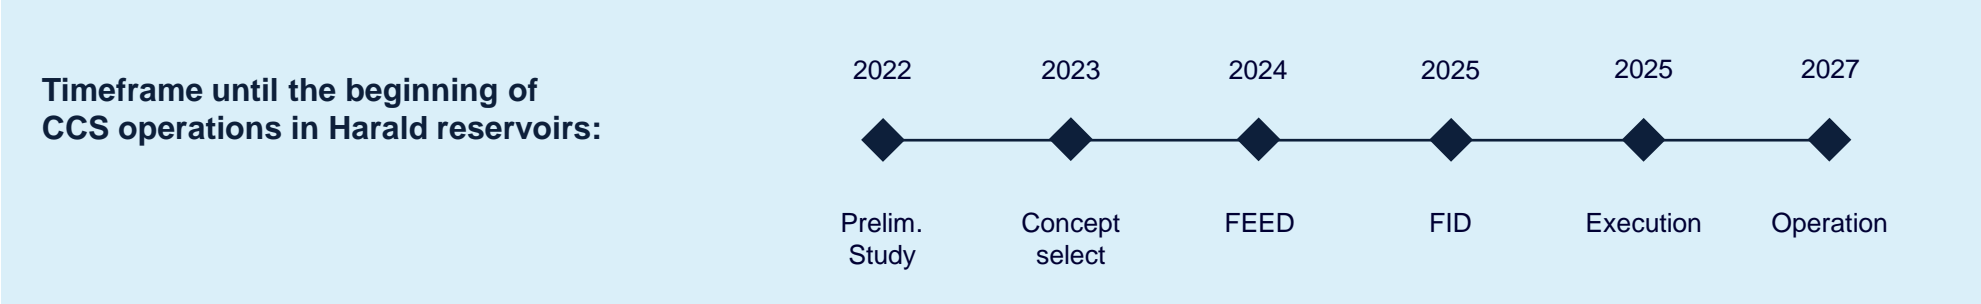 Timeframe until the beginning of
CCS operations in Harald reservoirs:
2022 2023 2024 2025 2025 2027
Prelim. Concept FEED FID Execution Operation
Study select